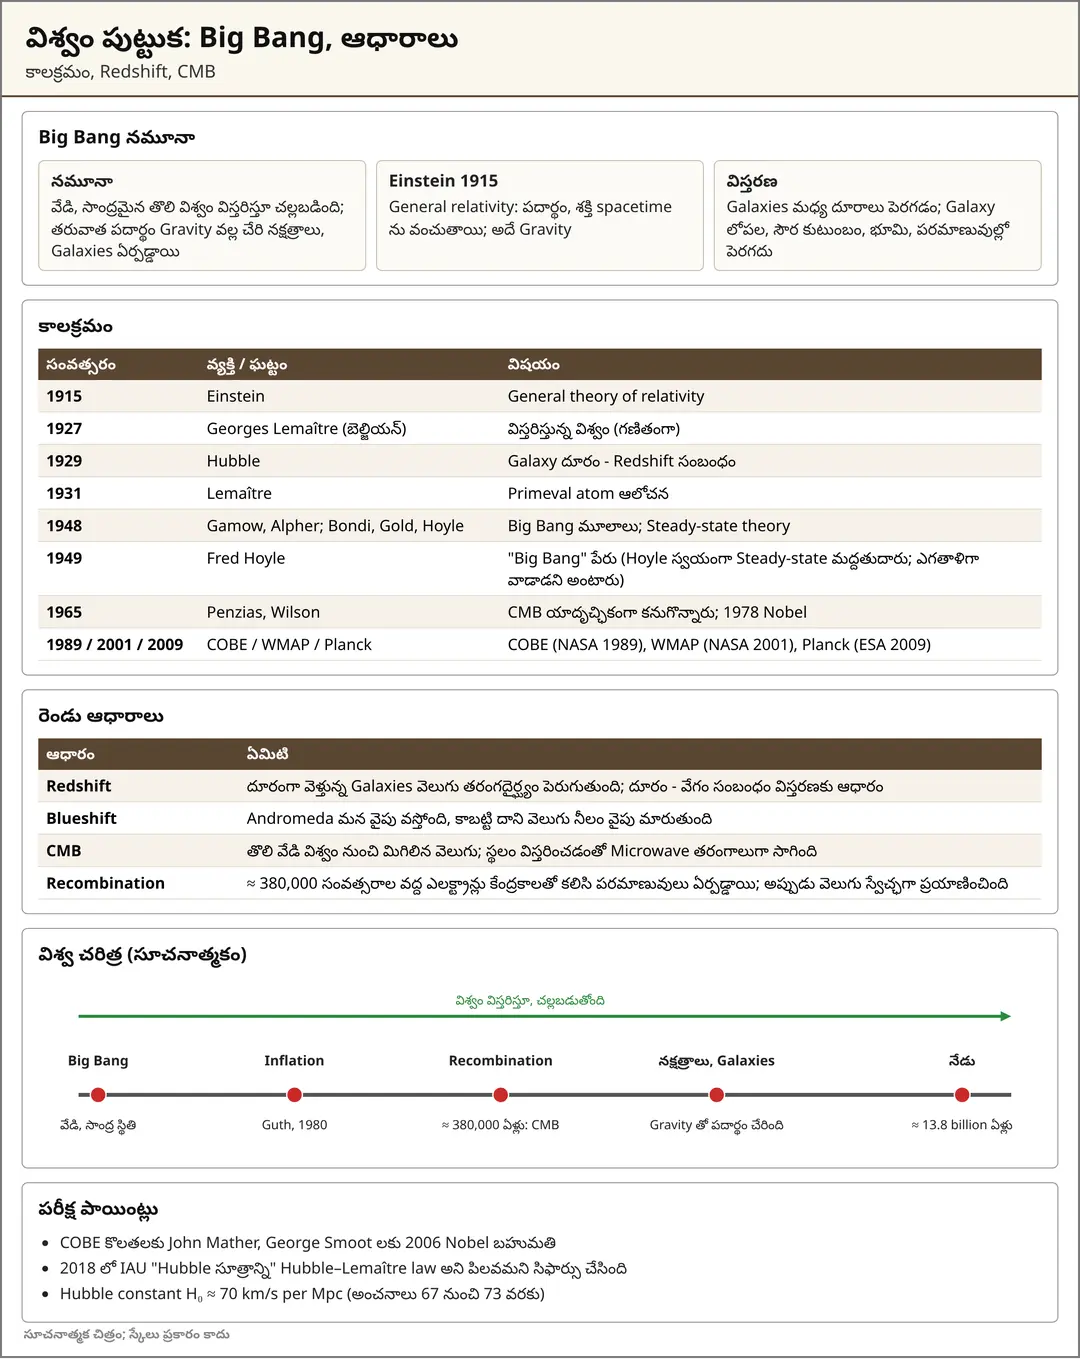 విశ్వం పుట్టుక: Big Bang, ఆధారాలు
కాలక్రమం, Redshift, CMB
Big Bang నమూనా
నమూనా
వేడి, సాంద్రమైన తొలి విశ్వం విస్తరిస్తూ చల్లబడింది;
తరువాత పదార్థం Gravity వల్ల చేరి నక్షత్రాలు,
Galaxies ఏర్పడ్డాయి
Einstein 1915
General relativity: పదార్థం, శక్తి spacetime
ను వంచుతాయి; అదే Gravity
విస్తరణ
Galaxies మధ్య దూరాలు పెరగడం; Galaxy
లోపల, సౌర కుటుంబం, భూమి, పరమాణువుల్లో
పెరగదు
కాలక్రమం
సంవత్సరం వ్యక్తి / ఘట్టం విషయం
1915 Einstein General theory of relativity
1927 Georges Lemaître (బెల్జియన్) విస్తరిస్తున్న విశ్వం (గణితంగా)
1929 Hubble Galaxy దూరం - Redshift సంబంధం
1931 Lemaître Primeval atom ఆలోచన
1948 Gamow, Alpher; Bondi, Gold, Hoyle Big Bang మూలాలు; Steady-state theory
1949 Fred Hoyle "Big Bang" పేరు (Hoyle స్వయంగా Steady-state మద్దతుదారు; ఎగతాళిగా
వాడాడని అంటారు)
1965 Penzias, Wilson CMB యాదృచ్ఛికంగా కనుగొన్నారు; 1978 Nobel
1989 / 2001 / 2009 COBE / WMAP / Planck COBE (NASA 1989), WMAP (NASA 2001), Planck (ESA 2009)
రెండు ఆధారాలు
ఆధారం ఏమిటి
Redshift దూరంగా వెళ్తున్న Galaxies వెలుగు తరంగదైర్ఘ్యం పెరుగుతుంది; దూరం - వేగం సంబంధం విస్తరణకు ఆధారం
Blueshift Andromeda మన వైపు వస్తోంది, కాబట్టి దాని వెలుగు నీలం వైపు మారుతుంది
CMB తొలి వేడి విశ్వం నుంచి మిగిలిన వెలుగు; స్థలం విస్తరించడంతో Microwave తరంగాలుగా సాగింది
Recombination ≈ 380,000 సంవత్సరాల వద్ద ఎలక్ట్రాన్లు కేంద్రకాలతో కలిసి పరమాణువులు ఏర్పడ్డాయి; అప్పుడు వెలుగు స్వేచ్ఛగా ప్రయాణించింది
విశ్వ చరిత్ర (సూచనాత్మకం)
విశ్వం విస్తరిస్తూ, చల్లబడుతోంది
Big Bang Inflation Recombination నక్షత్రాలు, Galaxies నేడు
వేడి, సాంద్ర స్థితి Guth, 1980 ≈ 380,000 ఏళ్లు: CMB Gravity తో పదార్థం చేరింది ≈ 13.8 billion ఏళ్లు
పరీక్ష పాయింట్లు
• COBE కొలతలకు John Mather, George Smoot లకు 2006 Nobel బహుమతి
• 2018 లో IAU "Hubble సూత్రాన్ని" Hubble–Lemaître law అని పిలవమని సిఫార్సు చేసింది
• Hubble constant H₀ ≈ 70 km/s per Mpc (అంచనాలు 67 నుంచి 73 వరకు)
సూచనాత్మక చిత్రం; స్కేలు ప్రకారం కాదు